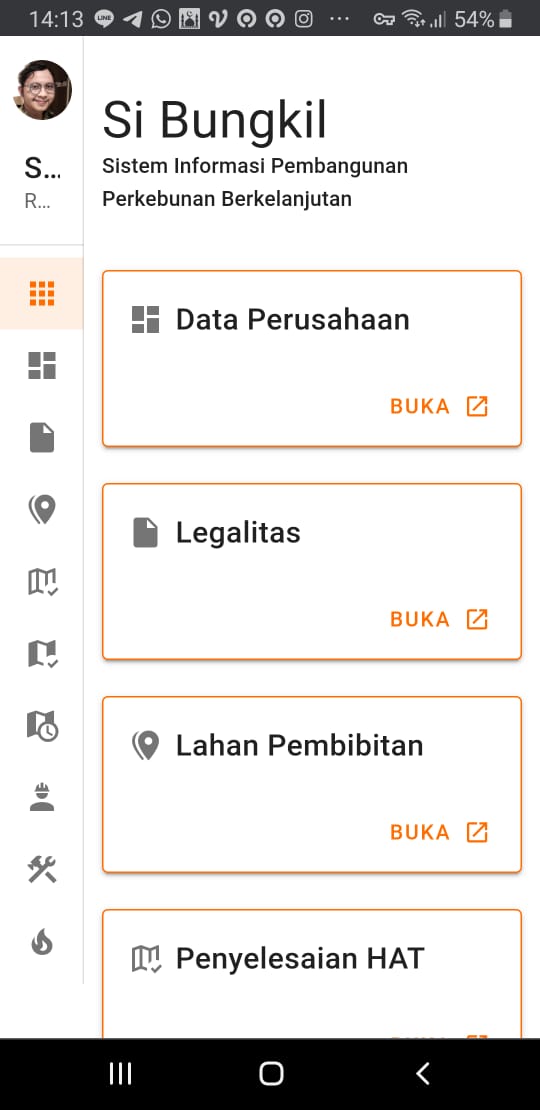 14:13 LINE 54%
S...
R...
Si Bungkil
Sistem Informasi Pembangunan
Perkebunan Berkelanjutan
Data Perusahaan
BUKA
Legalitas
BUKA
Lahan Pembibitan
BUKA
Penyelesaian HAT